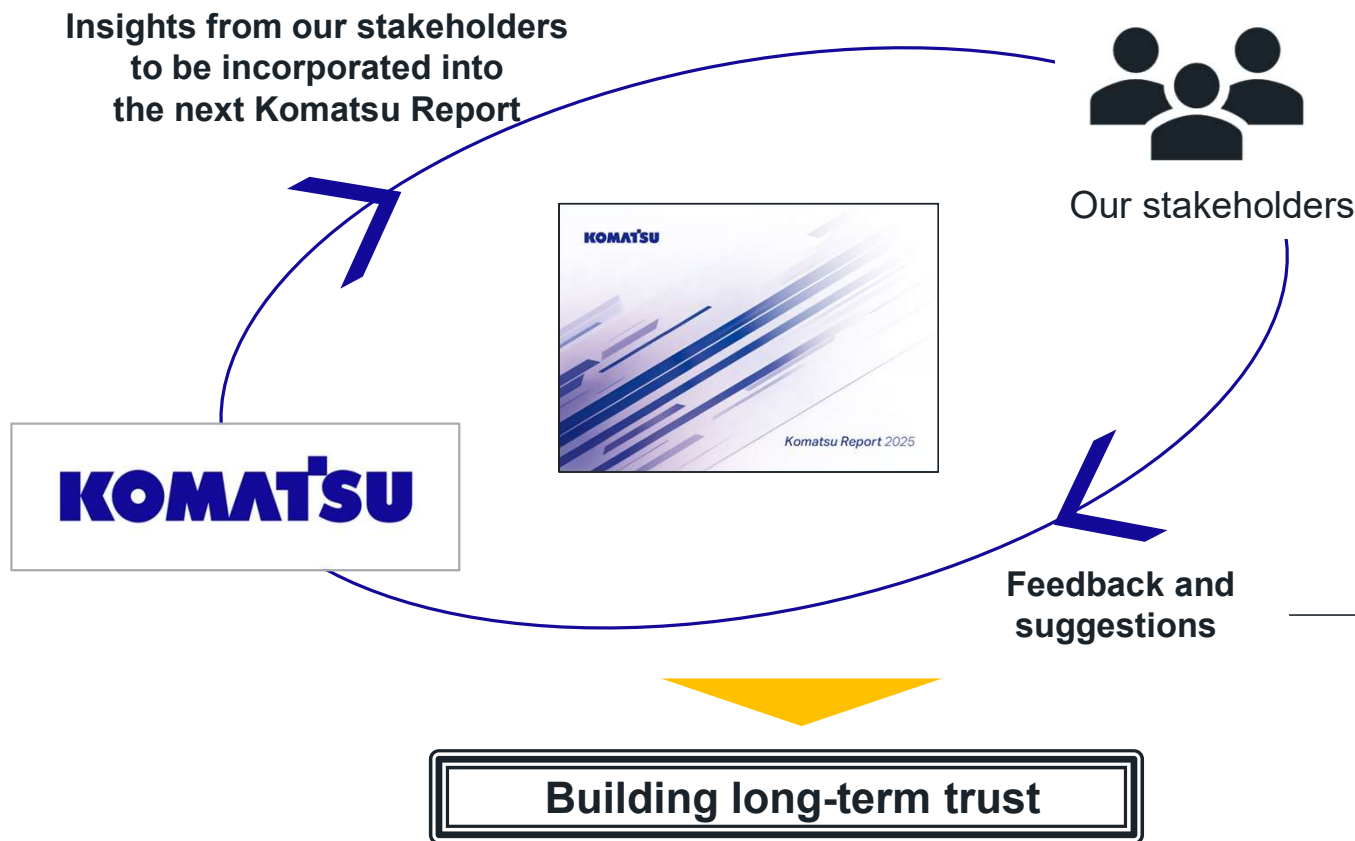 Insights from our stakeholders
to be incorporated into
the next Komatsu Report
Our stakeholders
KOMATSU
Komatsu Report 2025
KOMATSU
Feedback and
suggestions
Building long-term trust